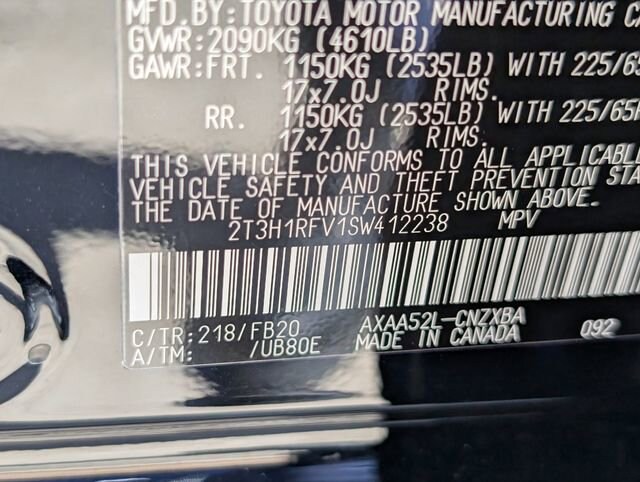 MFD. BY: TOYOTA MOTOR MANUFACTURING
GVWR: 2090KG (4610LB)
GAWR: FRT. 1150KG (2535LB) WITH 225/65
17x7.0J RIMS.
RR. 1150KG (2535LB) WITH 225/65
17x7.0J RIMS.
THIS VEHICLE CONFORMS TO ALL APPLICABL
VEHICLE SAFETY AND THEFT PREVENTION STA
THE DATE OF MANUFACTURE SHOWN ABOVE.
2T3H1RFV1SW412238 MPV
C/TR: 218/FB20 AXAA52L-CNZXBA
A/TM: /UB80E MADE IN CANADA 092